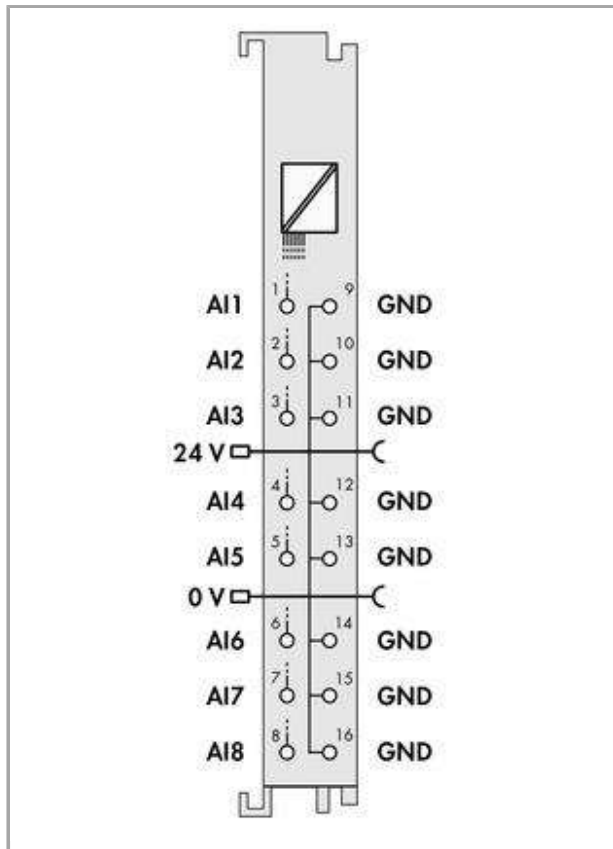 1 9
AI1 GND
2 10
AI2 GND
3 11
AI3 GND
24 V
4 12
AI4 GND
5 13
AI5 GND
0 V
6 14
AI6 GND
7 15
AI7 GND
8 16
AI8 GND